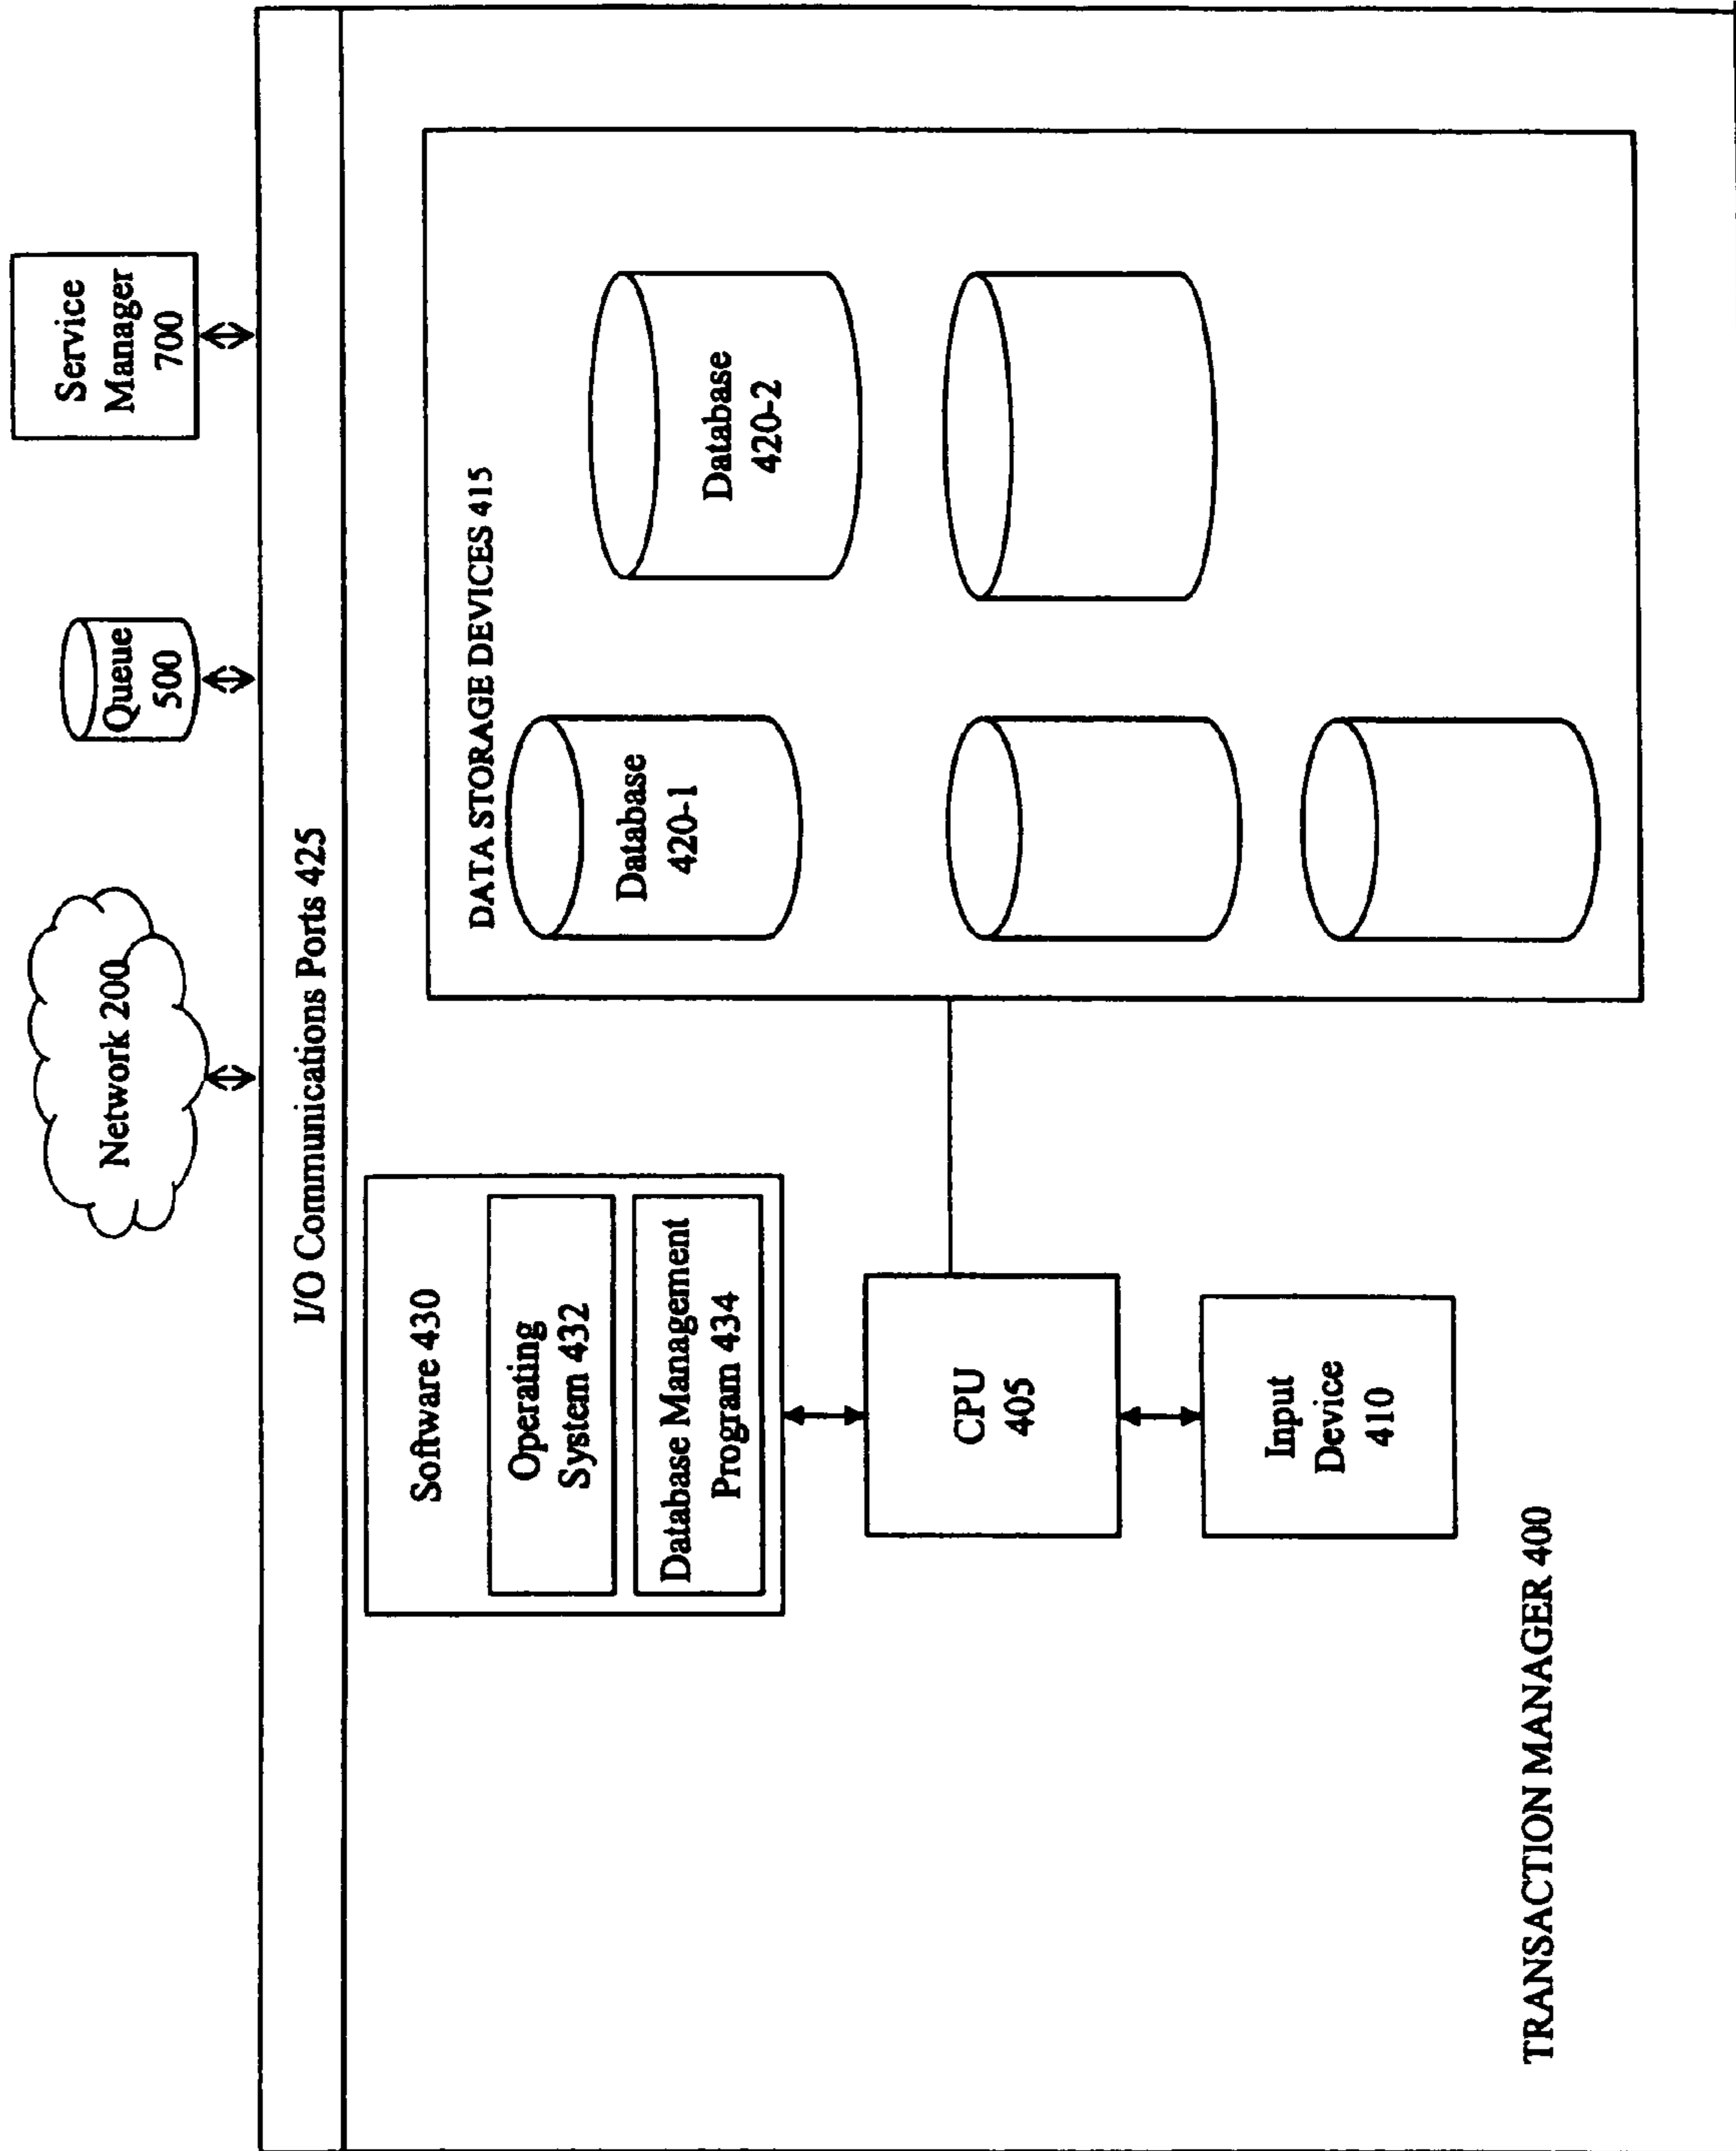 Network 200
Queue
500
Service
Manager
700
I/O Communications Ports 425
Software 430
Operating
System 432
Database Management
Program 434
CPU
405
Input
Device
410
DATA STORAGE DEVICES 415
Database
420-1
Database
420-2
TRANSACTION MANAGER 400